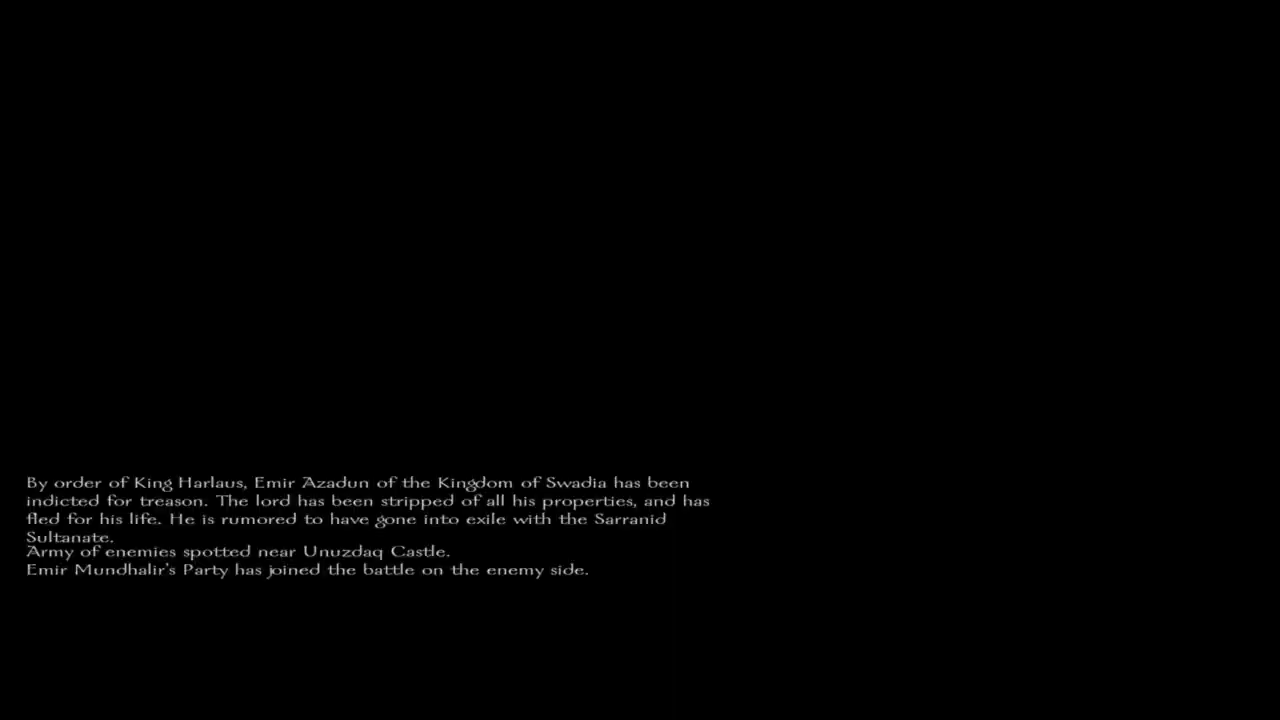 By order of King Harlaus, Emir Azadun of the Kingdom of Swadia has been
indicted for treason. The lord has been stripped of all his properties, and has
fled for his life. He is rumored to have gone into exile with the Sarranid
Sultanate.
Army of enemies spotted near Unuzdaq Castle.
Emir Mundhalir's Party has joined the battle on the enemy side.